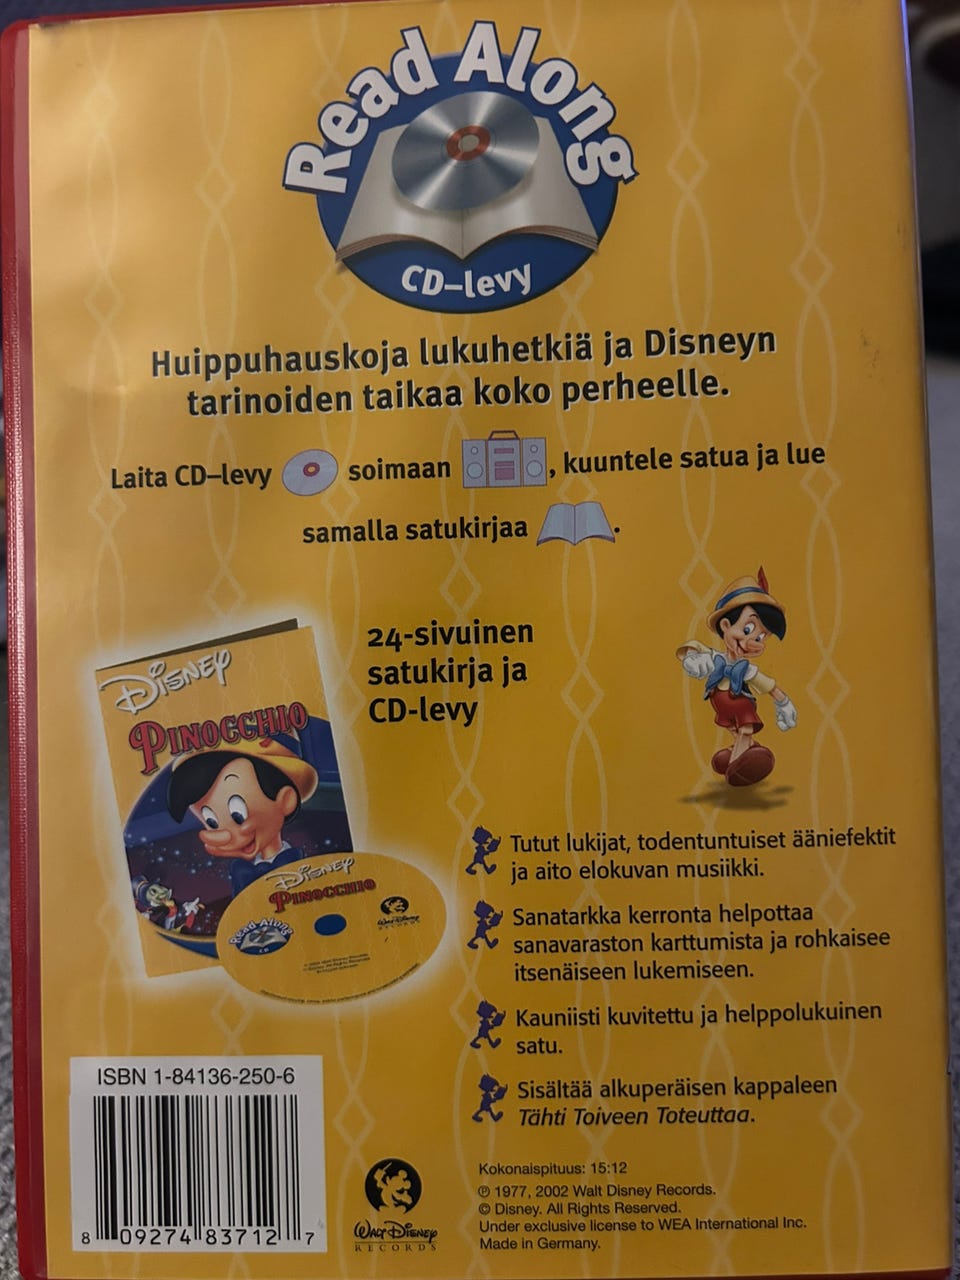 Read Along
CD–levy
Huippuhauskoja lukuhetkiä ja Disneyn
tarinoiden taikaa koko perheelle.
Laita CD–levy soimaan , kuuntele satua ja lue
samalla satukirjaa .
24-sivuinen
satukirja ja
CD-levy
DISNEY
PINOCCHIO
DISNEY
PINOCCHIO
Read Along
CD
WALT DISNEY
RECORDS
Tutut lukijat, todentuntuiset ääniefektit
ja aito elokuvan musiikki.
Sanatarkka kerronta helpottaa
sanavaraston karttumista ja rohkaisee
itsenäiseen lukemiseen.
Kauniisti kuvitettu ja helppolukuinen
satu.
Sisältää alkuperäisen kappaleen
Tähti Toiveen Toteuttaa.
ISBN 1-84136-250-6
8 09274 83712 7
WALT DISNEY
RECORDS
Kokonaispituus: 15:12
℗ 1977, 2002 Walt Disney Records.
© Disney. All Rights Reserved.
Under exclusive license to WEA International Inc.
Made in Germany.